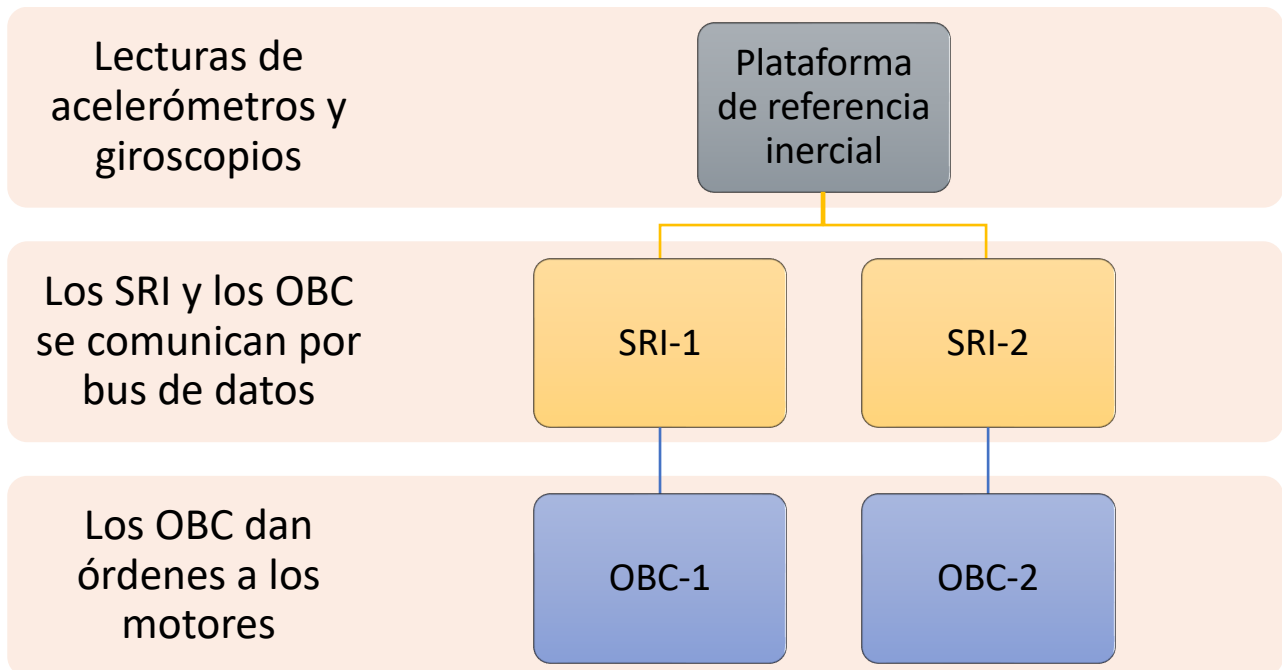 Lecturas de
acelerómetros y
giroscopios
Plataforma
de referencia
inercial
Los SRI y los OBC
se comunican por
bus de datos
SRI-1
SRI-2
Los OBC dan
órdenes a los
motores
OBC-1
OBC-2